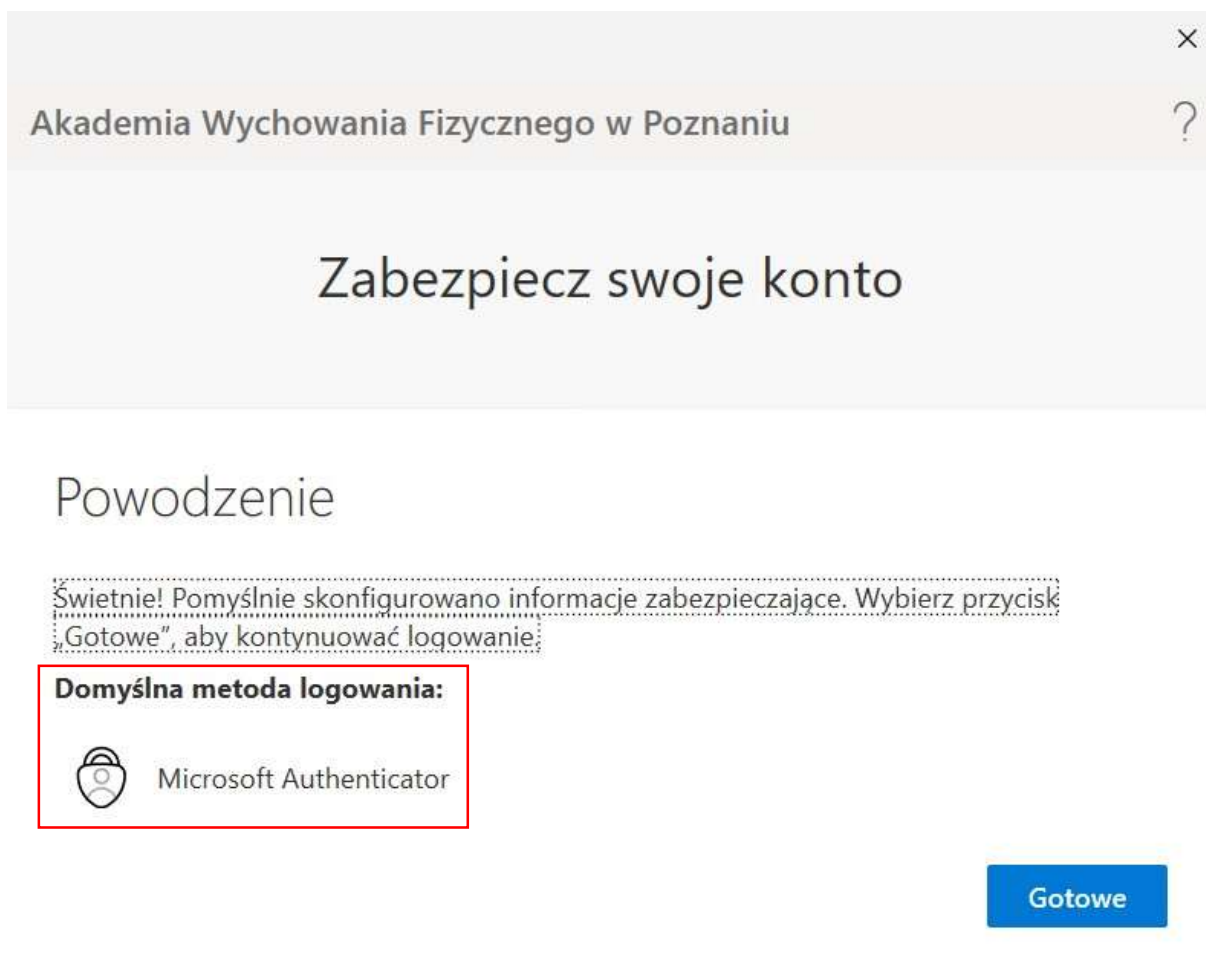 Akademia Wychowania Fizycznego w Poznaniu
?
Zabezpiecz swoje konto
Powodzenie
Świetnie! Pomyślnie skonfigurowano informacje zabezpieczające. Wybierz przycisk
„Gotowe”, aby kontynuować logowanie.
Domyślna metoda logowania:
Microsoft Authenticator
Gotowe